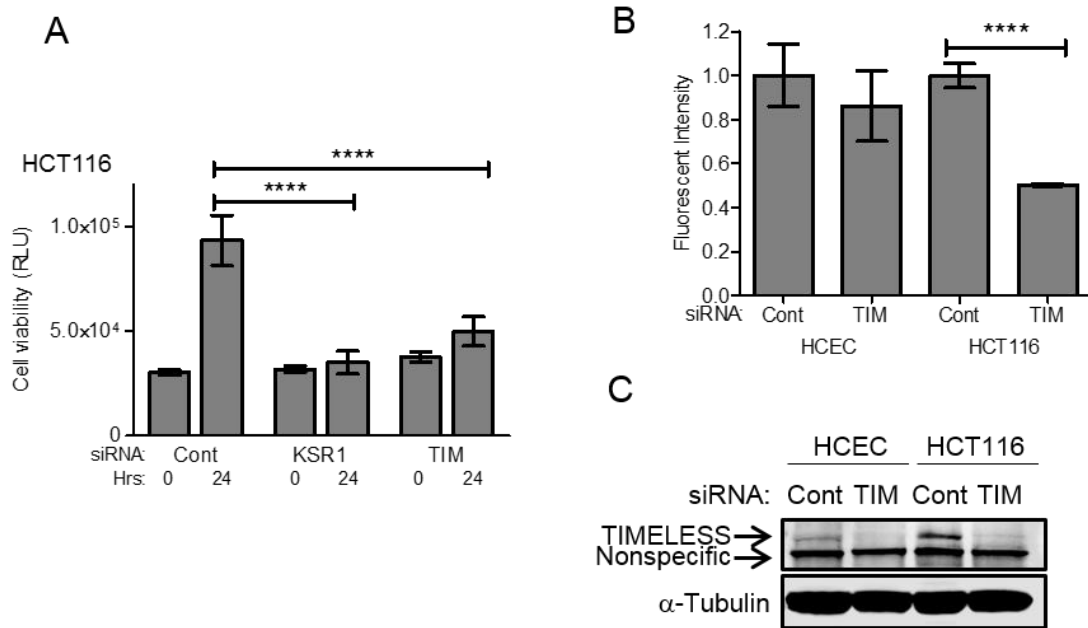 A
HCT116
****
****
Cell viability (RLU)
1.0x10⁵
5.0x10⁴
0
siRNA: Cont KSR1 TIM
Hrs: 0 24 0 24 0 24
B
****
Fluorescent Intensity
1.2
1.0
0.8
0.6
0.4
0.2
0.0
siRNA: Cont TIM Cont TIM
HCEC HCT116
C
HCEC HCT116
siRNA: Cont TIM Cont TIM
TIMELESS
Nonspecific
α-Tubulin